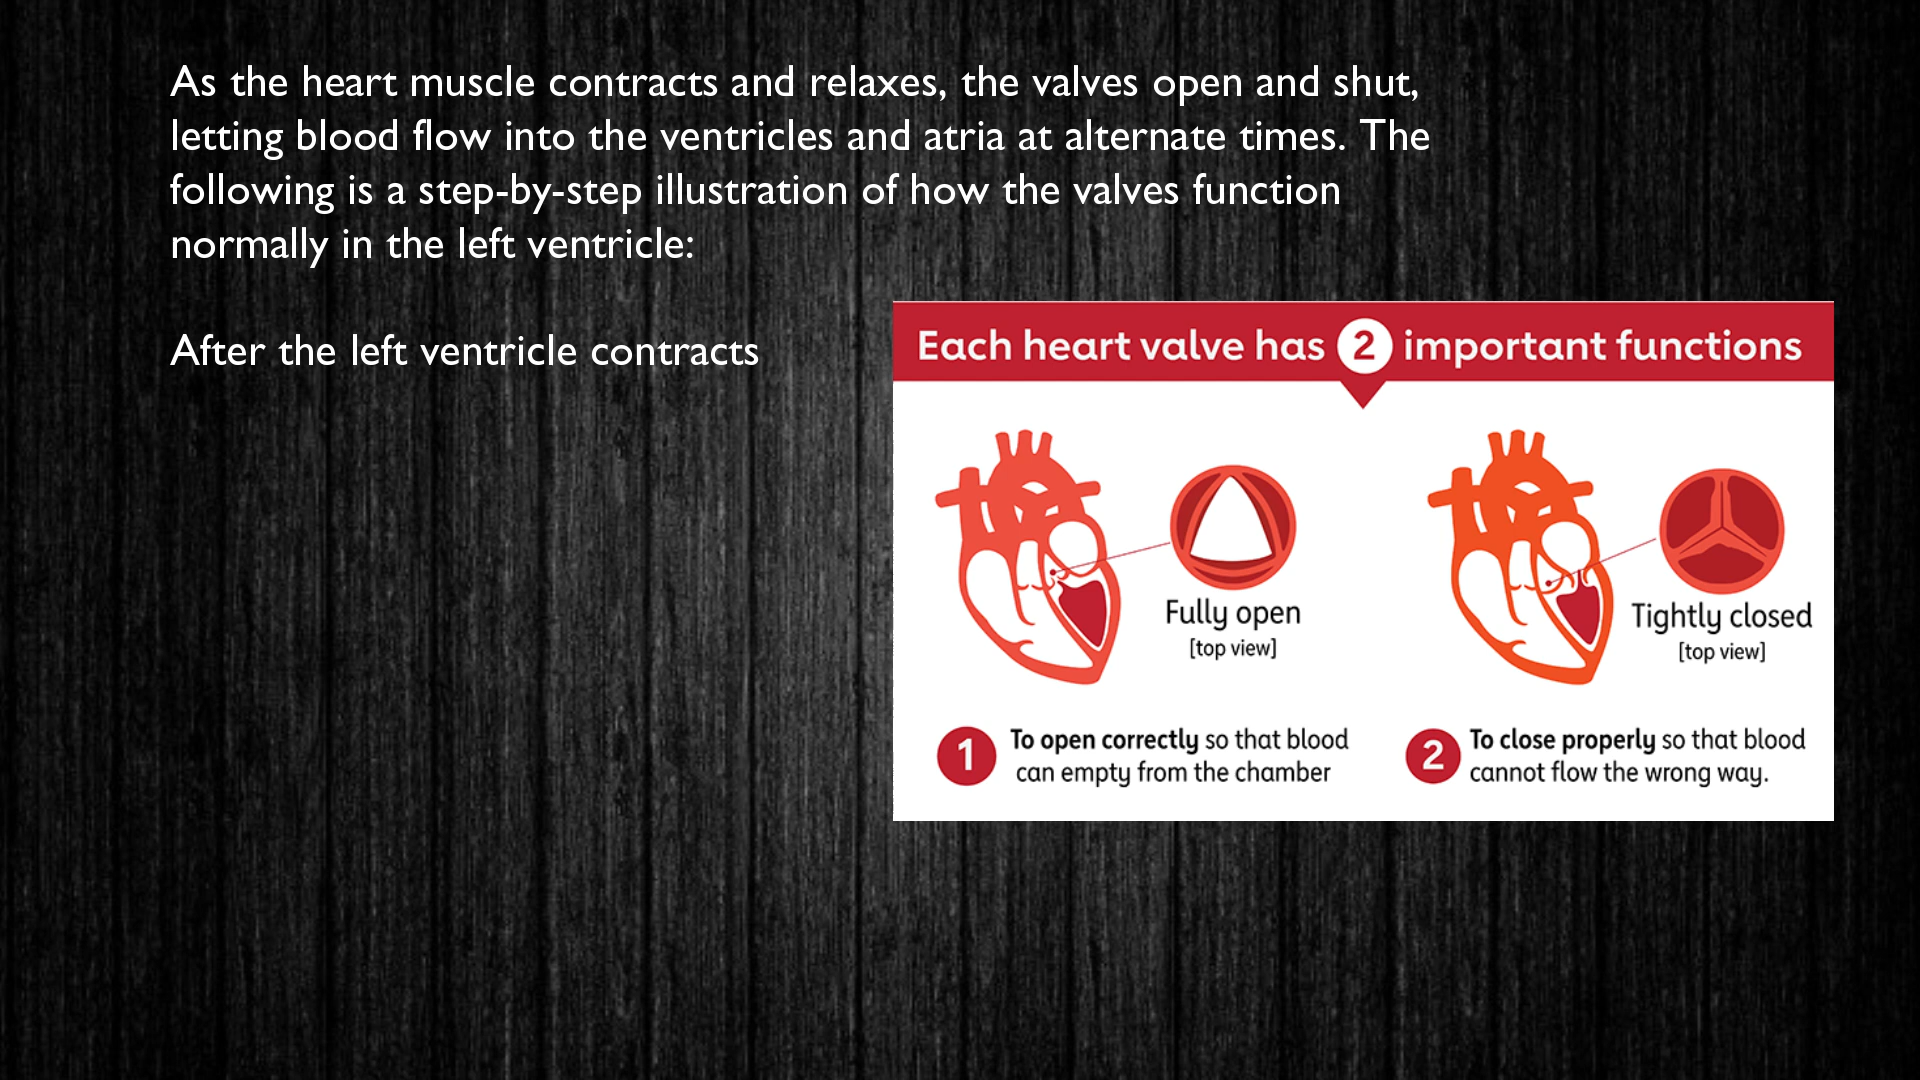 As the heart muscle contracts and relaxes, the valves open and shut,
letting blood flow into the ventricles and atria at alternate times. The
following is a step-by-step illustration of how the valves function
normally in the left ventricle:
After the left ventricle contracts
Each heart valve has 2 important functions
Fully open
[top view]
Tightly closed
[top view]
1 To open correctly so that blood
can empty from the chamber
2 To close properly so that blood
cannot flow the wrong way.